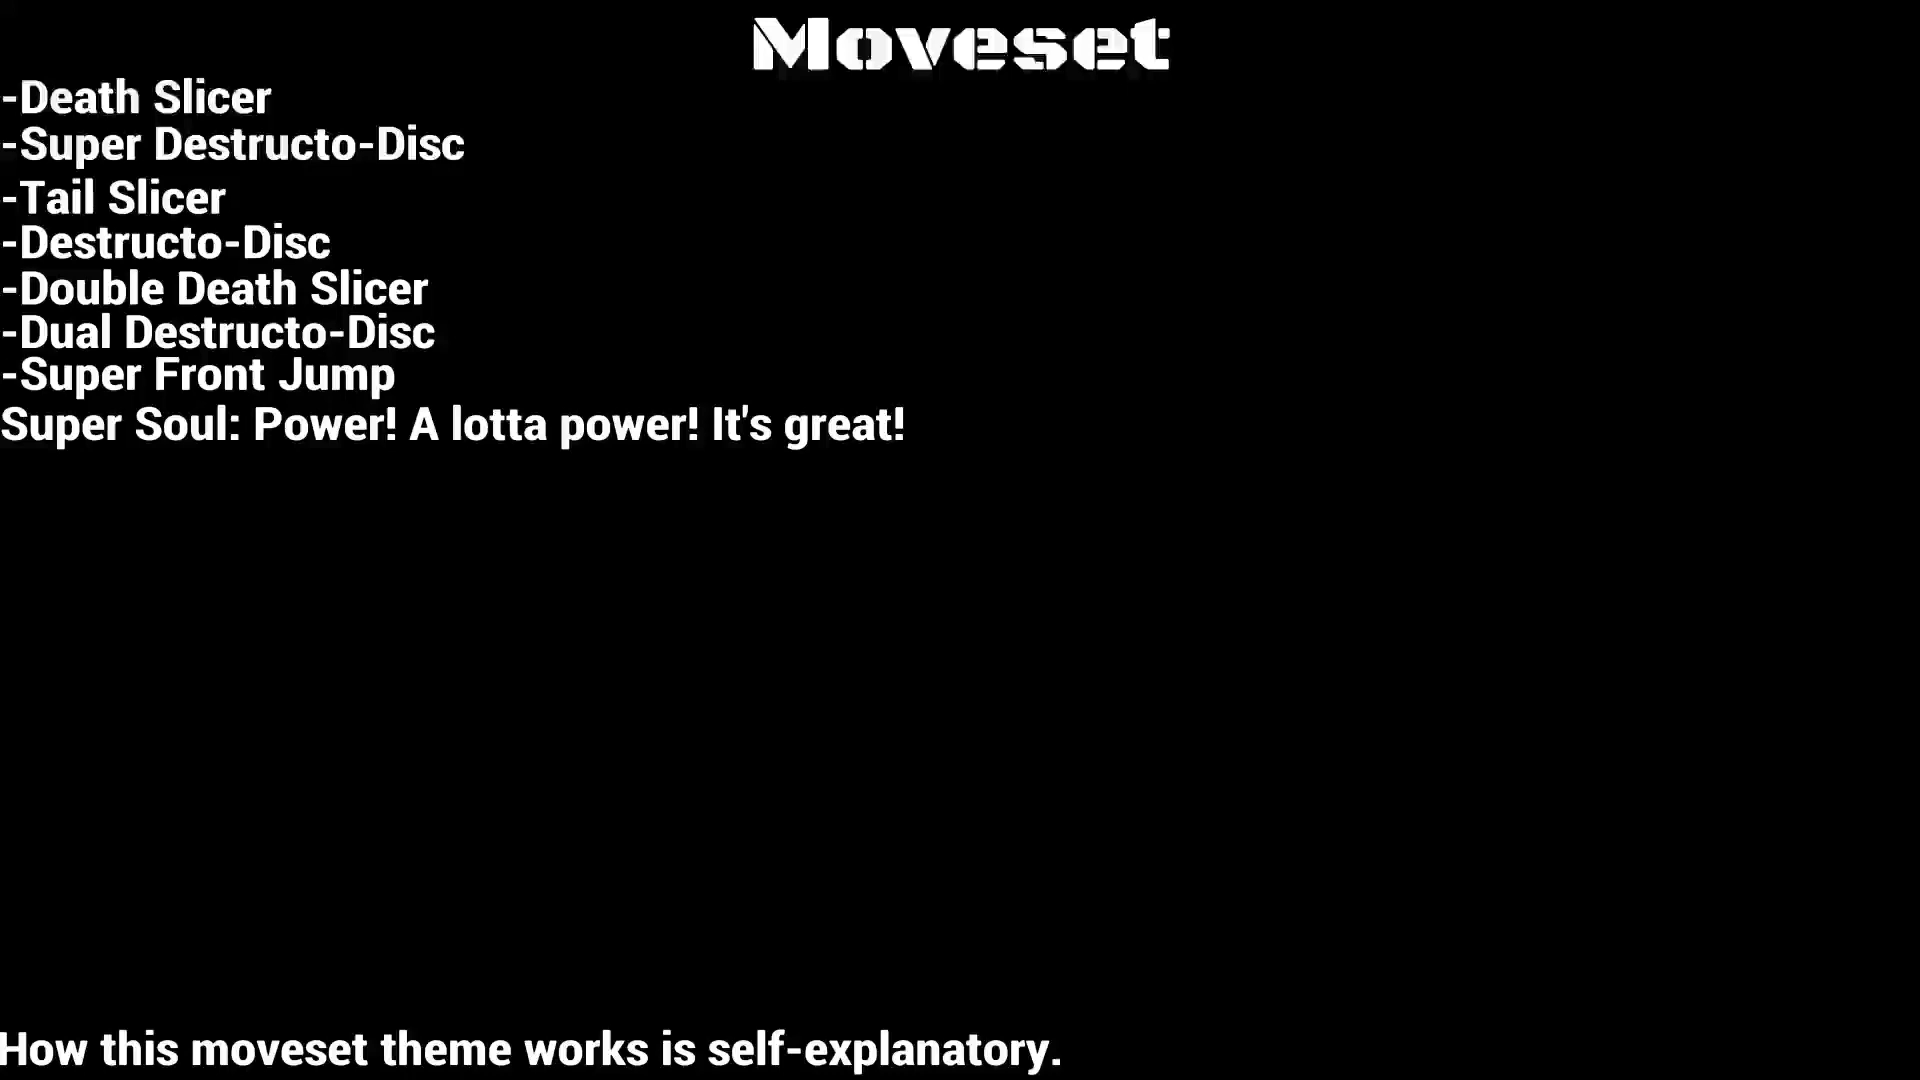 Moveset
-Death Slicer
-Super Destructo-Disc
-Tail Slicer
-Destructo-Disc
-Double Death Slicer
-Dual Destructo-Disc
-Super Front Jump
Super Soul: Power! A lotta power! It's great!
How this moveset theme works is self-explanatory.